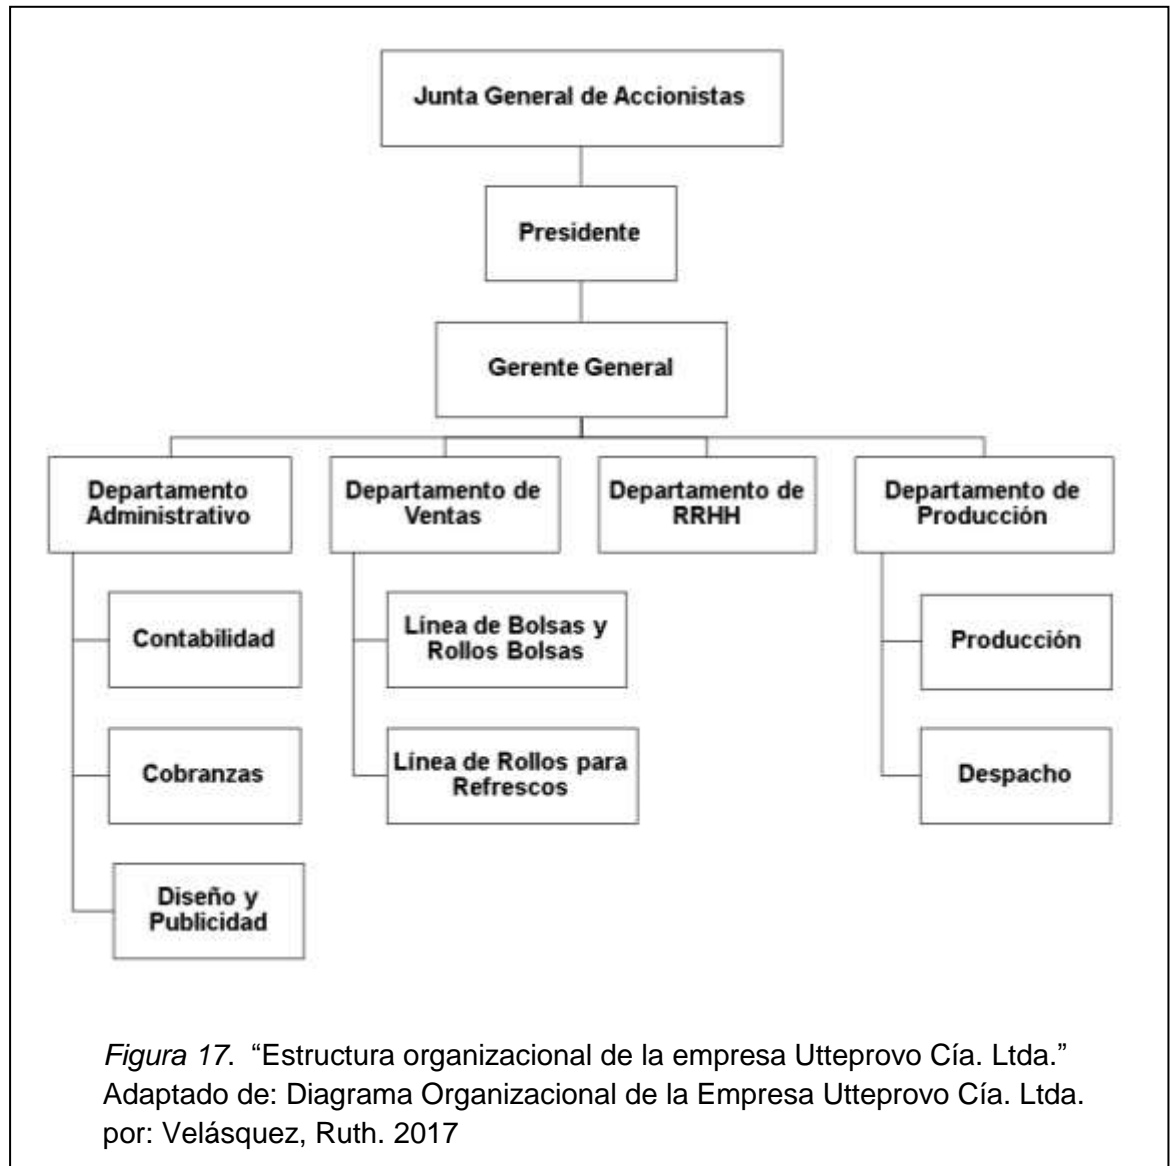 Junta General de Accionistas
Presidente
Gerente General
Departamento
Administrativo
Departamento de
Ventas
Departamento de
RRHH
Departamento de
Producción
Contabilidad
Línea de Bolsas y
Rollos Bolsas
Producción
Cobranzas
Línea de Rollos para
Refrescos
Despacho
Diseño y
Publicidad
Figura 17. “Estructura organizacional de la empresa Utteprovo Cía. Ltda.”
Adaptado de: Diagrama Organizacional de la Empresa Utteprovo Cía. Ltda.
por: Velásquez, Ruth. 2017